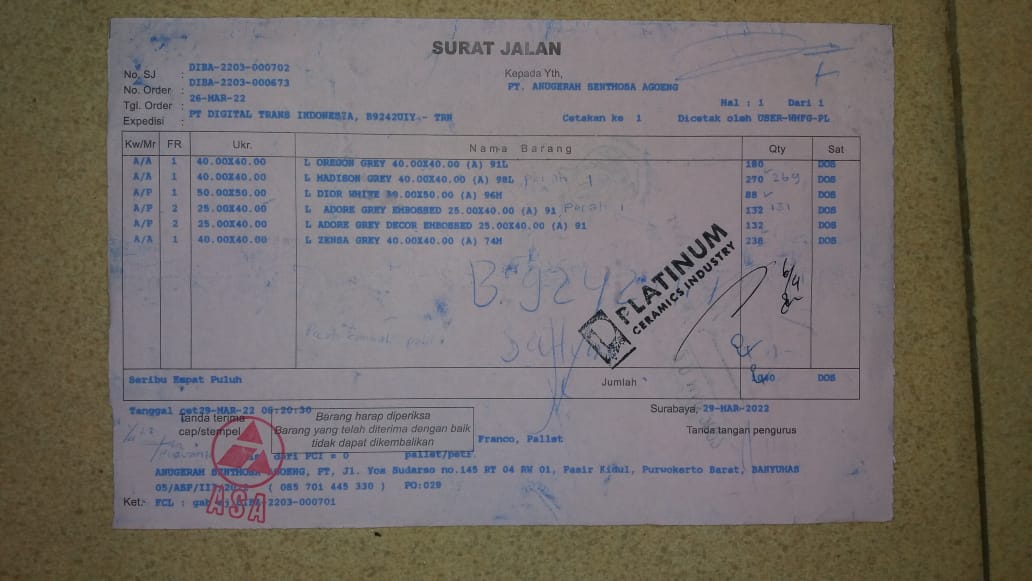 SURAT JALAN
No. SJ : DIBA-2203-000702
No. Order : DIBA-2203-000673
Tgl. Order : 26-MAR-22
Expedisi : PT DIGITAL TRANS INDONESIA, B9242UIY - TRN
Kepada Yth,
PT. ANUGERAH SENTHOSA AGOENG
Hal : 1 Dari 1
Cetakan ke 1 Dicetak oleh USER-WHFG-PL
Kw/Mr FR Ukr. Nama Barang Qty Sat
A/A 1 40.00X40.00 L OREGON GREY 40.00X40.00 (A) 91L 180 DOS
A/A 1 40.00X40.00 L MADISON GREY 40.00X40.00 (A) 98L Pecah 1 270 269 DOS
A/P 1 50.00X50.00 L DIOR WHITE 50.00X50.00 (A) 96M 88 DOS
A/P 2 25.00X40.00 L ADORE GREY EMBOSSED 25.00X40.00 (A) 91 Pecah 1 132 131 DOS
A/P 2 25.00X40.00 L ADORE GREY DECOR EMBOSSED 25.00X40.00 (A) 91 132 DOS
A/A 1 40.00X40.00 L ZENSA GREY 40.00X40.00 (A) 74M 238 DOS
B. 9242
PLATINUM
CERAMICS INDUSTRY
Seribu Empat Puluh Jumlah 1040 DOS
Tanggal cet29-MAR-22 06:20:30
Surabaya, 29-MAR-2022
Tanda terima
cap/stempel
Barang harap diperiksa
Barang yang telah diterima dengan baik
tidak dapat dikembalikan
Tanda tangan pengurus
Franco, Pallet
dari PCI = 0 pallet/peti.
ANUGERAH SENTHOSA AGOENG, PT, Jl. Yos Sudarso no.145 RT 04 RW 01, Pasir Kidul, Purwokerto Barat, BANYUMAS
05/ASP/III/2022 ( 085 701 445 330 ) PO:029
Ket. : FCL : gab sj DIBA-2203-000701
ASA